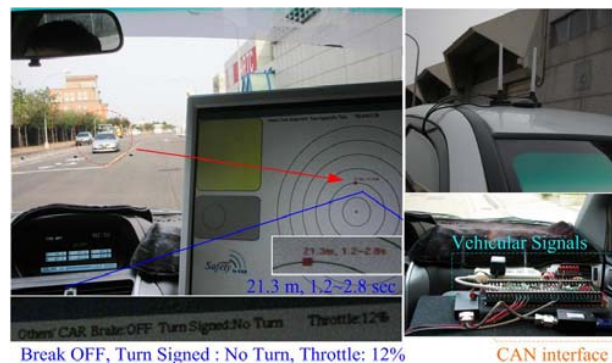 21.3m, 1.2~2.8s
Safety
21.3 m, 1.2~2.8 sec
Others' CAR Brake:OFF Turn Signed:No Turn Throttle:12%
Break OFF, Turn Signed : No Turn, Throttle: 12%
Vehicular Signals
CAN interface